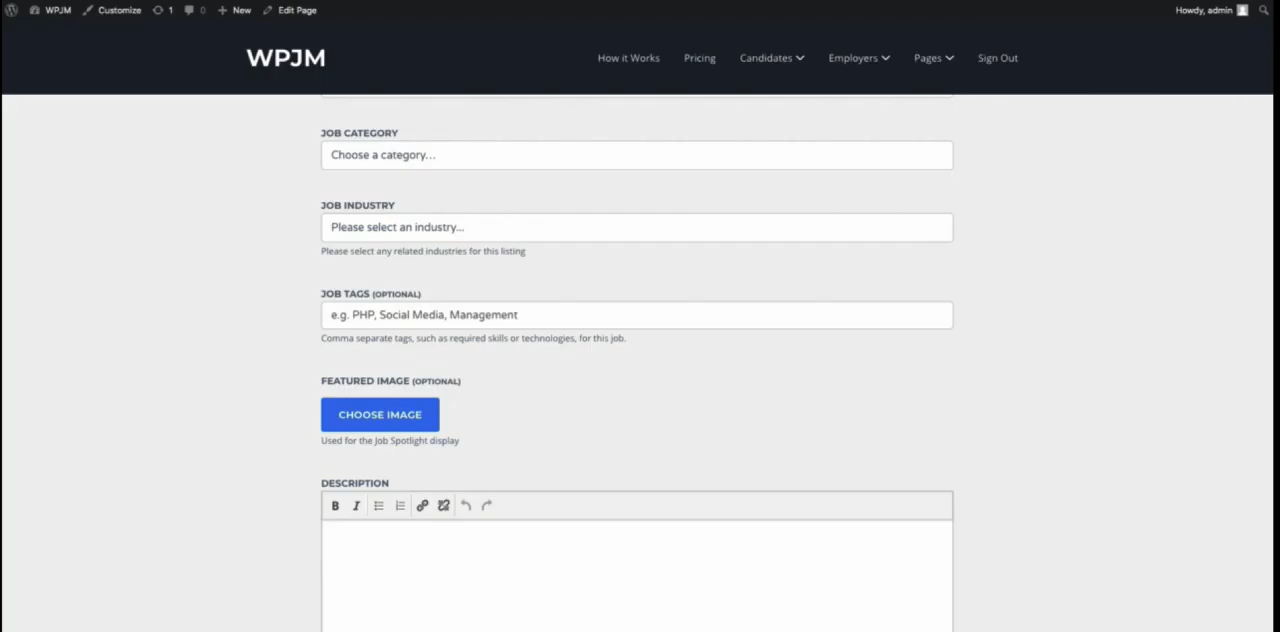 WPJM Customize 1 0 New Edit Page Howdy, admin
WPJM How it Works Pricing Candidates Employers Pages Sign Out
JOB CATEGORY
Choose a category...
JOB INDUSTRY
Please select an industry...
Please select any related industries for this listing
JOB TAGS (OPTIONAL)
e.g. PHP, Social Media, Management
Comma separate tags, such as required skills or technologies, for this job.
FEATURED IMAGE (OPTIONAL)
CHOOSE IMAGE
Used for the Job Spotlight display
DESCRIPTION
B I